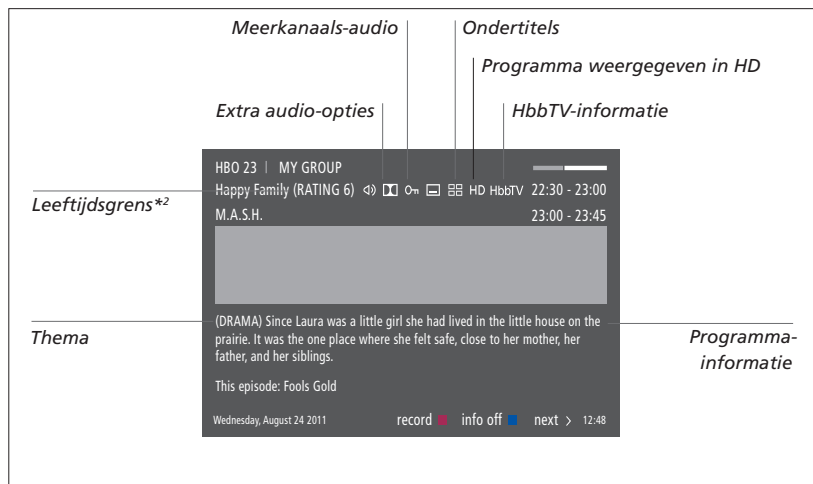 Meerkanaals-audio
Ondertitels
Programma weergegeven in HD
Extra audio-opties
HbbTV-informatie
HBO 23 | MY GROUP
Happy Family (RATING 6) HD HbbTV 22:30 - 23:00
Leeftijdsgrens*2
M.A.S.H. 23:00 - 23:45
(DRAMA) Since Laura was a little girl she had lived in the little house on the
prairie. It was the one place where she felt safe, close to her mother, her
father, and her siblings.
Thema
Programma-
informatie
This episode: Fools Gold
Wednesday, August 24 2011 record info off next > 12:48